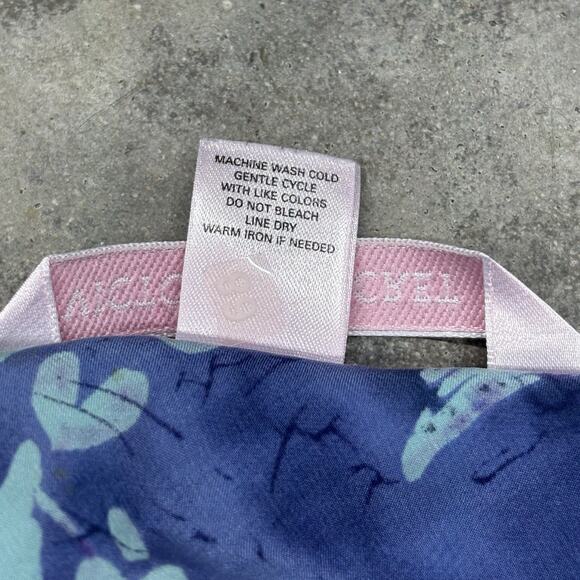 MACHINE WASH COLD
GENTLE CYCLE
WITH LIKE COLORS
DO NOT BLEACH
LINE DRY
WARM IRON IF NEEDED